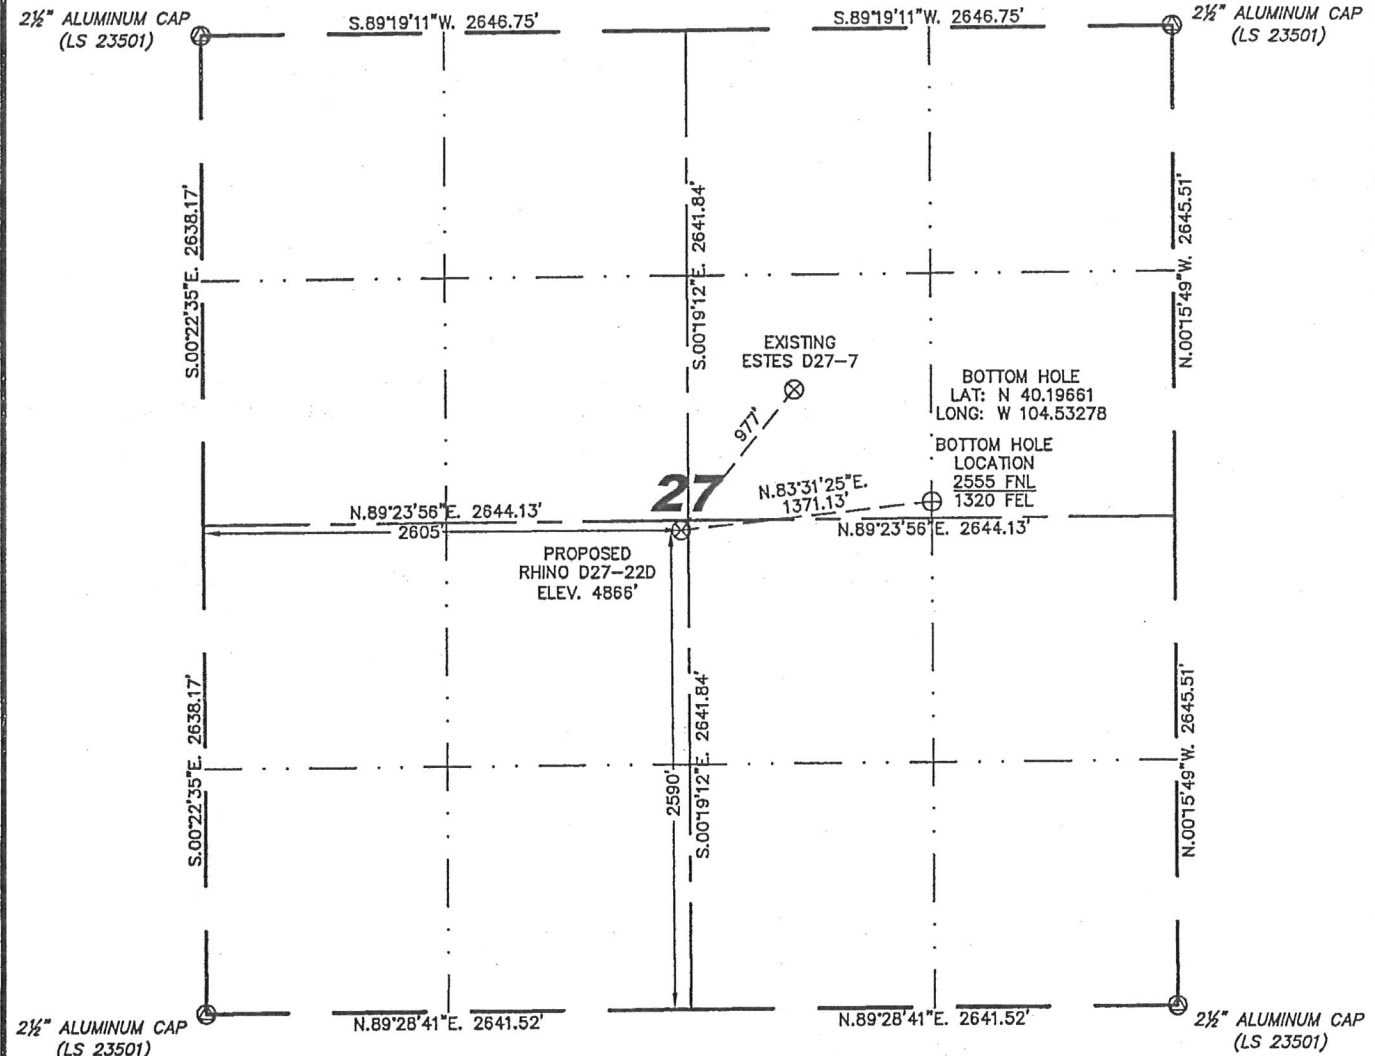 2½" ALUMINUM CAP
(LS 23501)
S.89°19'11"W. 2646.75'
S.89°19'11"W. 2646.75'
2½" ALUMINUM CAP
(LS 23501)
S.00°22'35"E. 2638.17'
S.00°19'12"E. 2641.84'
N.00°15'49"W. 2645.51'
EXISTING
ESTES D27-7
977'
BOTTOM HOLE
LAT: N 40.19661
LONG: W 104.53278
BOTTOM HOLE
LOCATION
2555 FNL
1320 FEL
27
N.83°31'25"E.
1371.13'
N.89°23'56"E. 2644.13'
2605'
N.89°23'56"E. 2644.13'
PROPOSED
RHINO D27-22D
ELEV. 4866'
S.00°22'35"E. 2638.17'
2590'
S.00°19'12"E. 2641.84'
N.00°15'49"W. 2645.51'
2½" ALUMINUM CAP
(LS 23501)
N.89°28'41"E. 2641.52'
N.89°28'41"E. 2641.52'
2½" ALUMINUM CAP
(LS 23501)